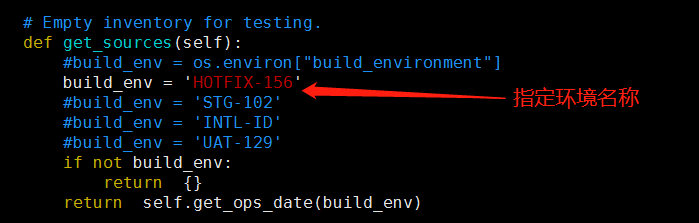 # Empty inventory for testing.
def get_sources(self):
    #build_env = os.environ["build_environment"]
    build_env = 'HOTFIX-156'
    #build_env = 'STG-102'
    #build_env = 'INTL-ID'
    #build_env = 'UAT-129'
    if not build_env:
        return  {}
    return  self.get_ops_date(build_env)
指定环境名称